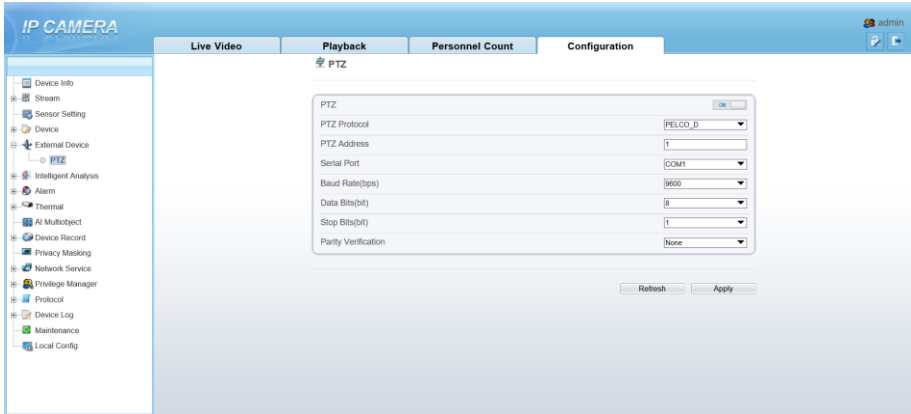 IP CAMERA
admin
Live Video Playback Personnel Count Configuration
PTZ
Device Info
Stream
Sensor Setting
Device
External Device
PTZ
Intelligent Analysis
Alarm
Thermal
AI Multiobject
Device Record
Privacy Masking
Network Service
Privilege Manager
Protocol
Device Log
Maintenance
Local Config
PTZ ON
PTZ Protocol PELCO_D
PTZ Address 1
Serial Port COM1
Baud Rate(bps) 9600
Data Bits(bit) 8
Stop Bits(bit) 1
Parity Verification None
Refresh Apply